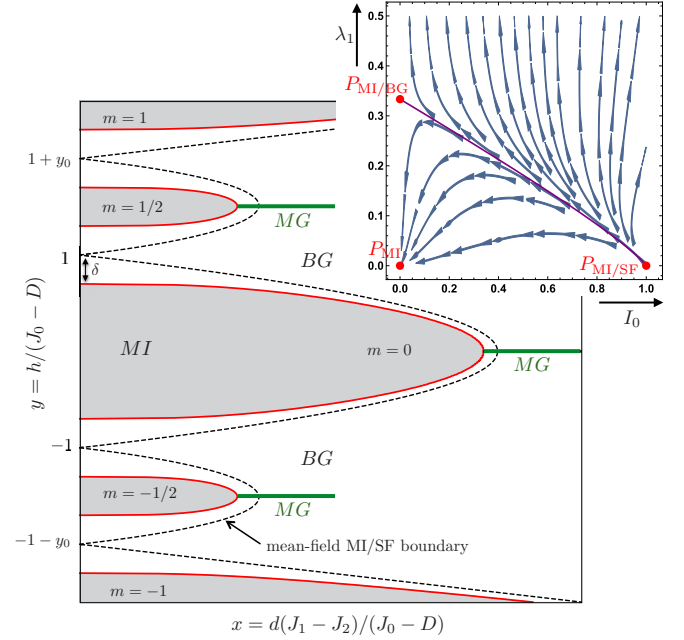 λ₁
0.5
0.4
0.3
0.2
0.1
0.0
P_MI/BG
P_MI
P_MI/SF
0.0 0.2 0.4 0.6 0.8 1.0
I₀
m = 1
1 + y₀
m = 1/2
MG
1
BG
δ
MI
m = 0
MG
y = h/(J₀ − D)
−1
BG
m = −1/2
MG
−1 − y₀
mean-field MI/SF boundary
m = −1
x = d(J₁ − J₂)/(J₀ − D)